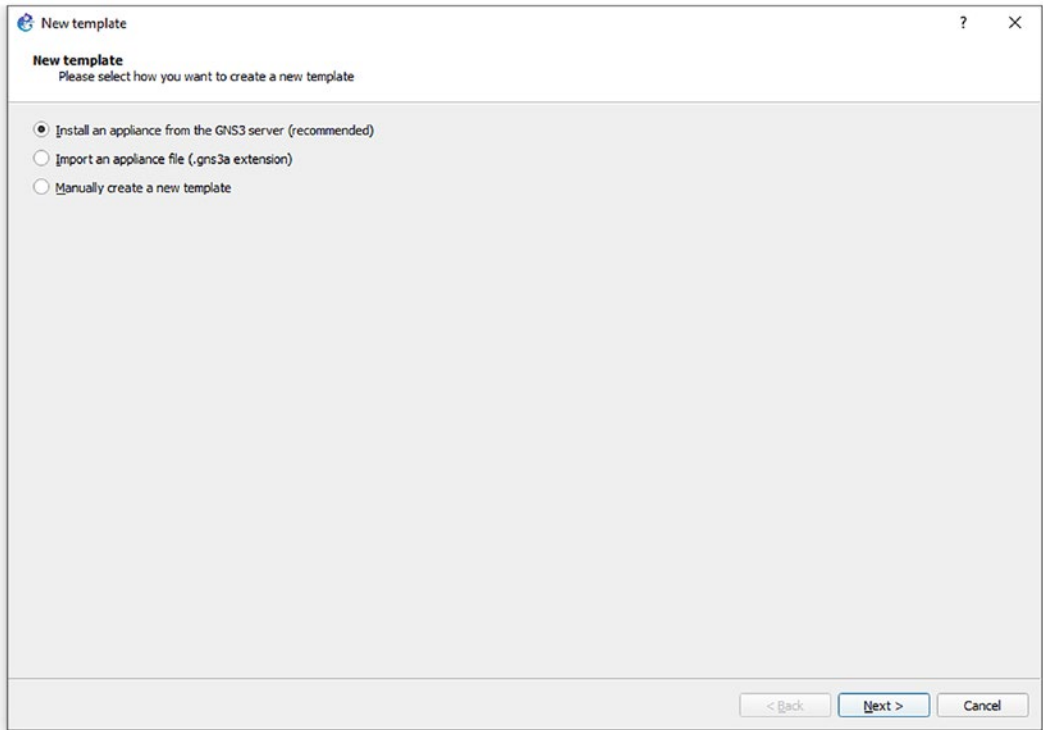 New template
?
New template
Please select how you want to create a new template
Install an appliance from the GNS3 server (recommended)
Import an appliance file (.gns3a extension)
Manually create a new template
< Back Next > Cancel